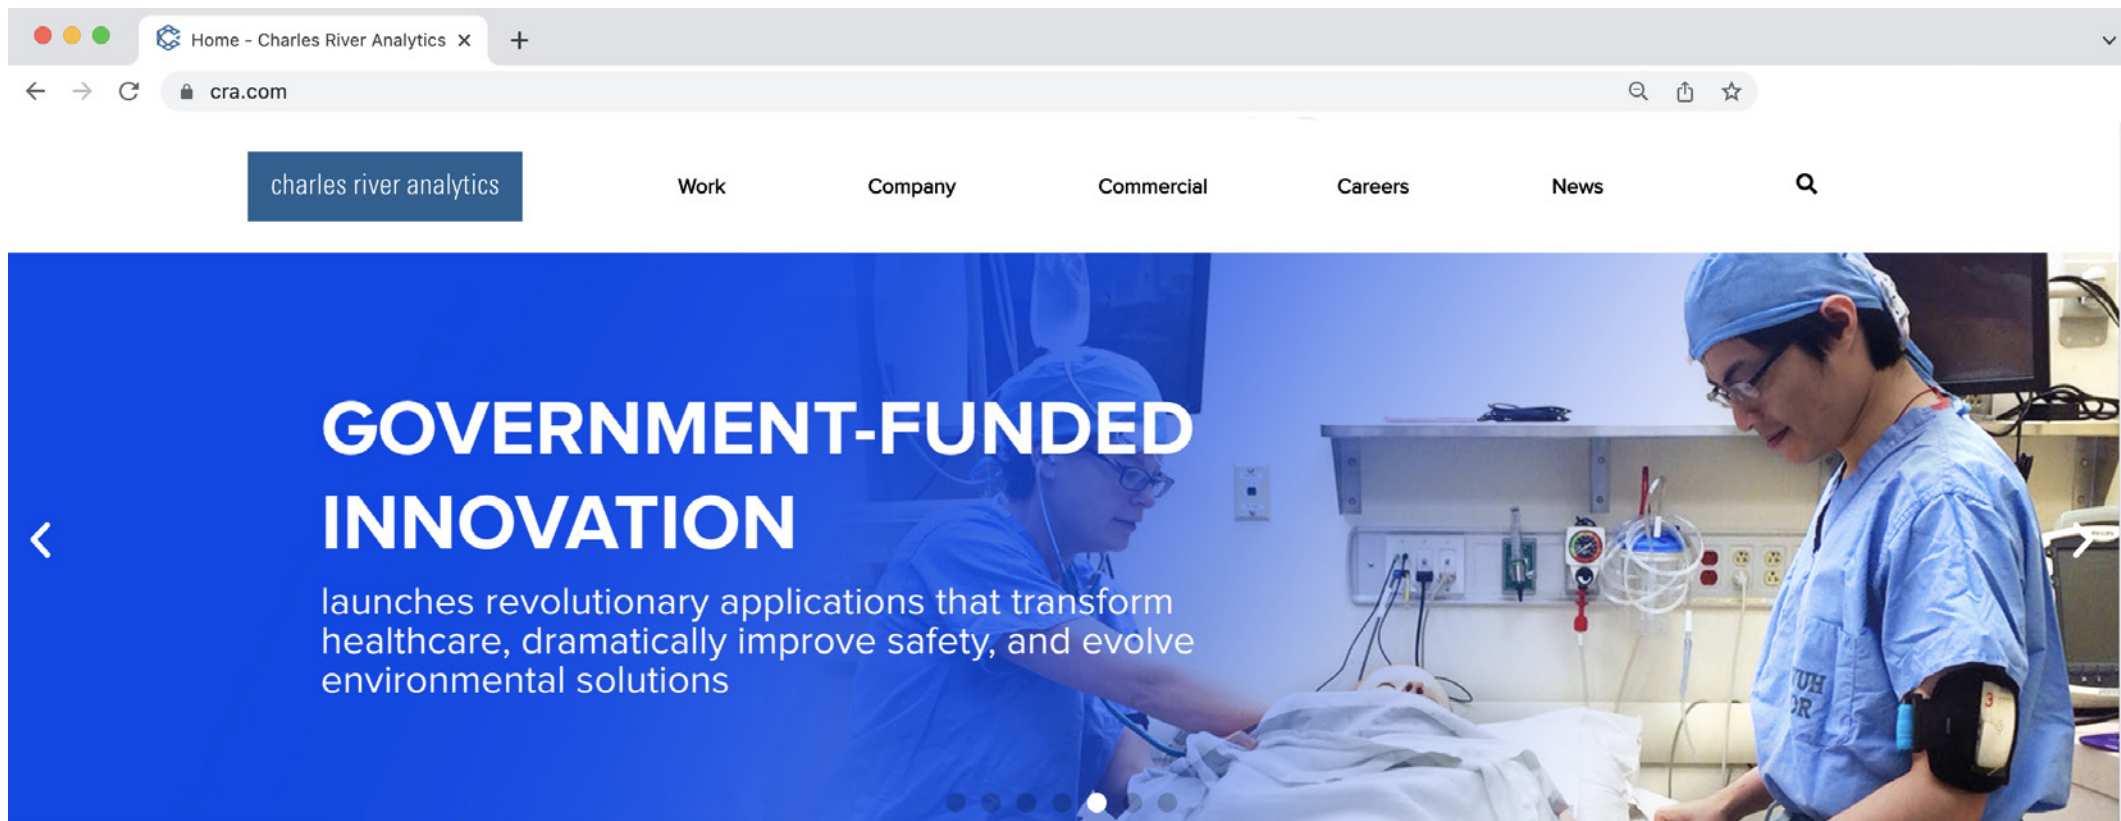 Home - Charles River Analytics
cra.com
charles river analytics
Work
Company
Commercial
Careers
News
GOVERNMENT-FUNDED
INNOVATION
launches revolutionary applications that transform
healthcare, dramatically improve safety, and evolve
environmental solutions
3